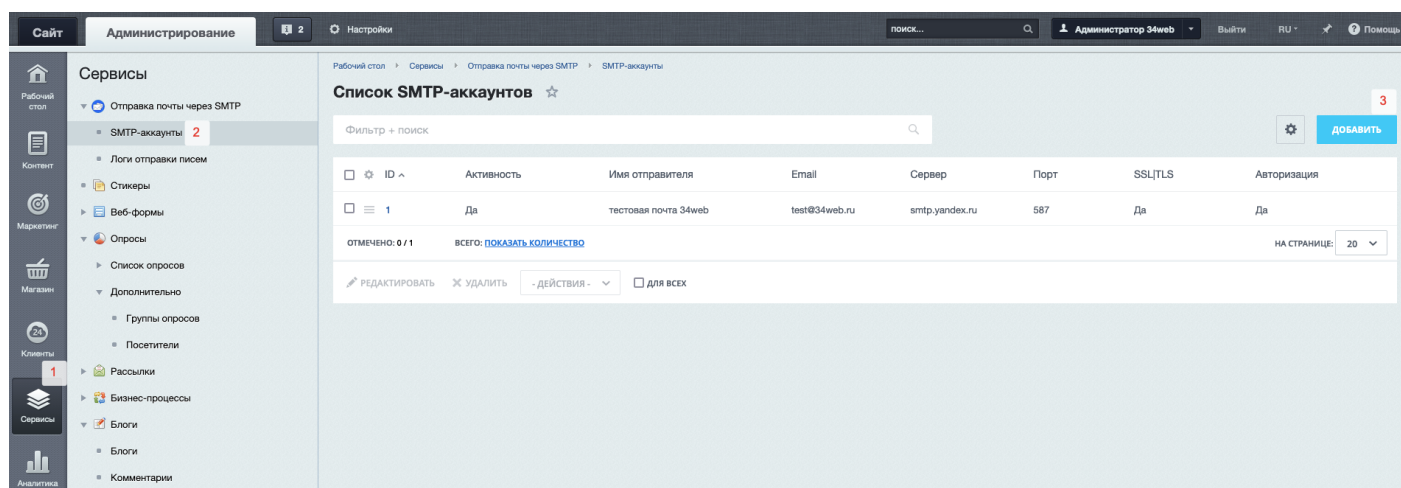 Сайт Администрирование 2 Настройки поиск... Администратор 34web Выйти RU Помощь
Рабочий стол
Контент
Маркетинг
Магазин
24
Клиенты
1
Сервисы
Аналитика
Сервисы
Отправка почты через SMTP
SMTP-аккаунты 2
Логи отправки писем
Стикеры
Веб-формы
Опросы
Список опросов
Дополнительно
Группы опросов
Посетители
Рассылки
Бизнес-процессы
Блоги
Блоги
Комментарии
Рабочий стол Сервисы Отправка почты через SMTP SMTP-аккаунты
Список SMTP-аккаунтов
3
Фильтр + поиск ДОБАВИТЬ
ID Активность Имя отправителя Email Сервер Порт SSL|TLS Авторизация
1 Да тестовая почта 34web test@34web.ru smtp.yandex.ru 587 Да Да
ОТМЕЧЕНО: 0 / 1 ВСЕГО: ПОКАЗАТЬ КОЛИЧЕСТВО НА СТРАНИЦЕ: 20
РЕДАКТИРОВАТЬ УДАЛИТЬ - ДЕЙСТВИЯ - ДЛЯ ВСЕХ